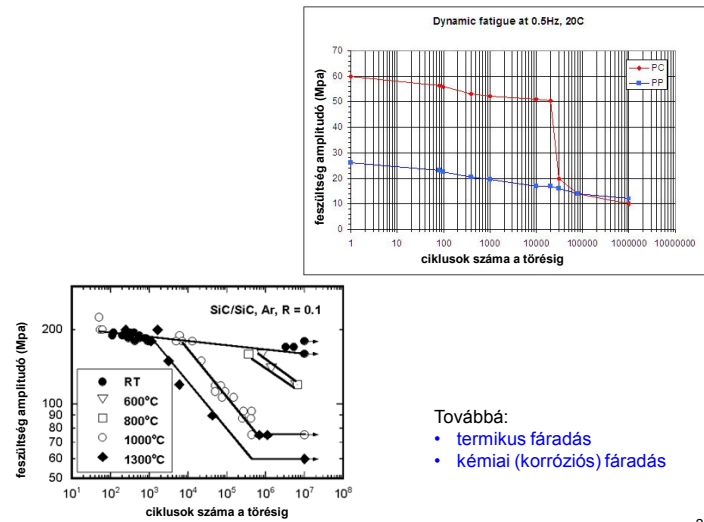 Dynamic fatigue at 0.5Hz, 20C
feszültség amplitudó (Mpa)
70
60
50
40
30
20
10
0
PC
PP
1 10 100 1000 10000 100000 1000000 10000000
ciklusok száma a törésig
SiC/SiC, Ar, R = 0.1
feszültség amplitudó (Mpa)
200
100
90
80
70
60
50
RT
600°C
800°C
1000°C
1300°C
10¹ 10² 10³ 10⁴ 10⁵ 10⁶ 10⁷ 10⁸
ciklusok száma a törésig
Továbbá:
• termikus fáradás
• kémiai (korróziós) fáradás